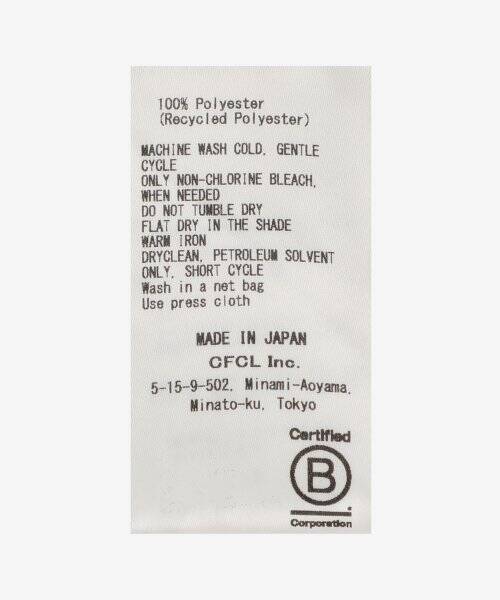 100% Polyester
(Recycled Polyester)
MACHINE WASH COLD, GENTLE
CYCLE
ONLY NON-CHLORINE BLEACH,
WHEN NEEDED
DO NOT TUMBLE DRY
FLAT DRY IN THE SHADE
WARM IRON
DRYCLEAN, PETROLEUM SOLVENT
ONLY, SHORT CYCLE
Wash in a net bag
Use press cloth
MADE IN JAPAN
CFCL Inc.
5-15-9-502, Minami-Aoyama,
Minato-ku, Tokyo
Certified
B
Corporation